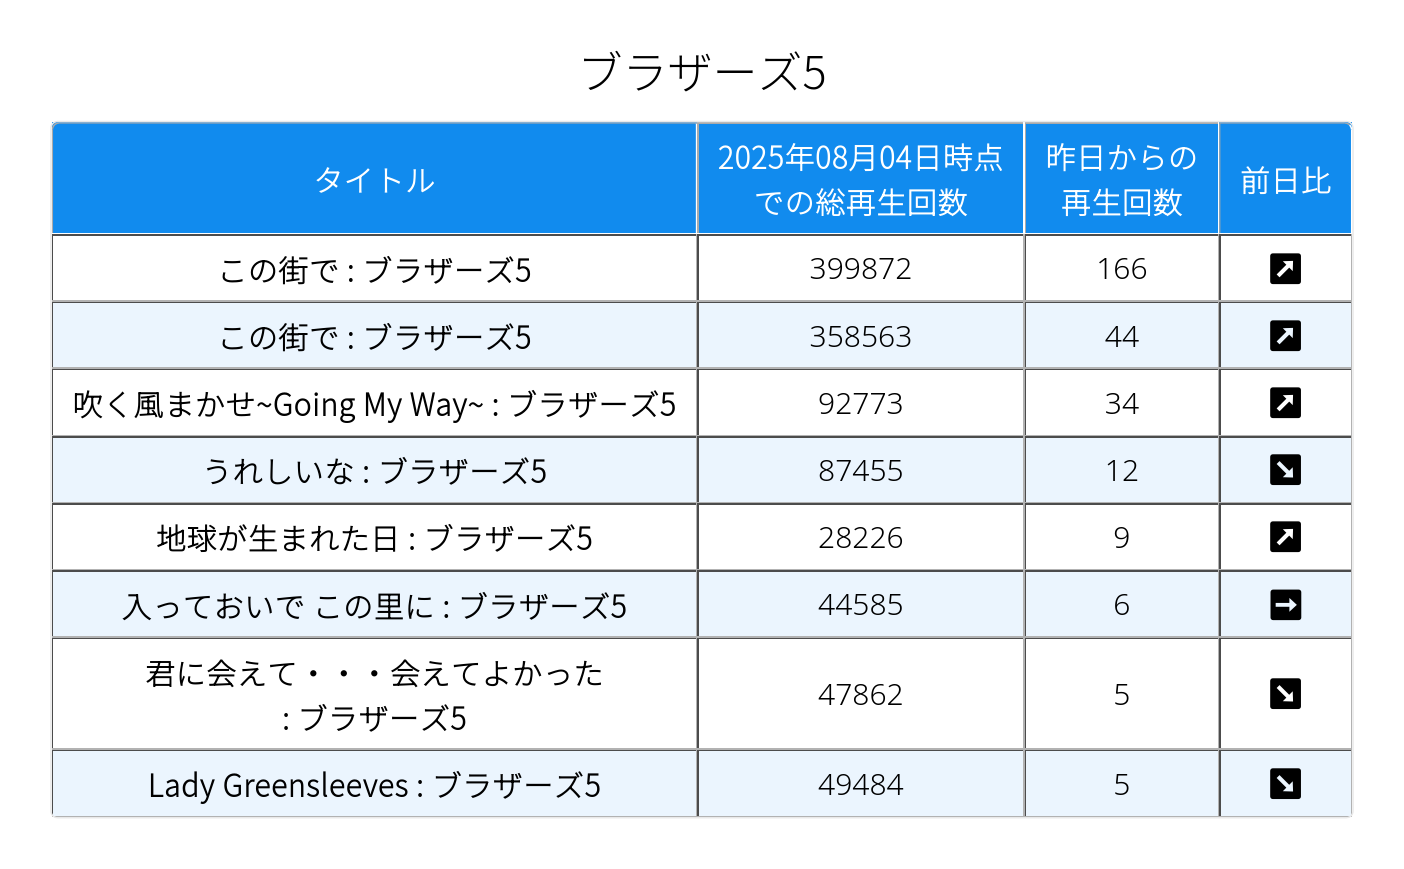 ブラザーズ5
タイトル
2025年08月04日時点
での総再生回数
昨日からの
再生回数
前日比
この街で : ブラザーズ5
399872
166
この街で : ブラザーズ5
358563
44
吹く風まかせ~Going My Way~ : ブラザーズ5
92773
34
うれしいな : ブラザーズ5
87455
12
地球が生まれた日 : ブラザーズ5
28226
9
入っておいで この里に : ブラザーズ5
44585
6
君に会えて・・・会えてよかった
: ブラザーズ5
47862
5
Lady Greensleeves : ブラザーズ5
49484
5